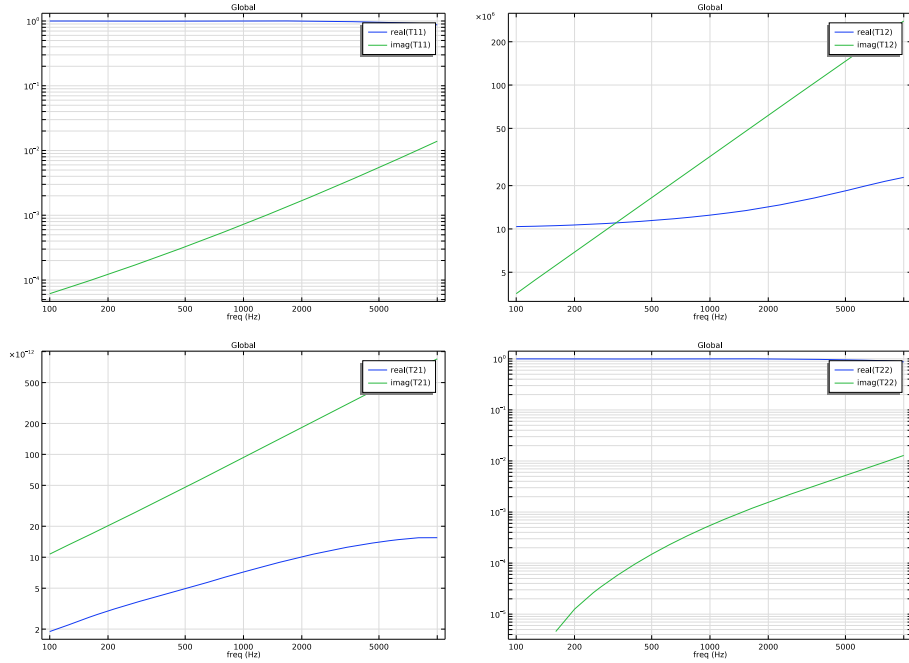 Global
10⁰
10⁻¹
10⁻²
10⁻³
10⁻⁴
real(T11)
imag(T11)
100 200 500 1000 2000 5000
freq (Hz)
Global
×10⁶
200
100
50
20
10
5
real(T12)
imag(T12)
100 200 500 1000 2000 5000
freq (Hz)
Global
×10⁻¹²
500
200
100
50
20
10
5
2
real(T21)
imag(T21)
100 200 500 1000 2000 5000
freq (Hz)
Global
10⁰
10⁻¹
10⁻²
10⁻³
10⁻⁴
10⁻⁵
real(T22)
imag(T22)
100 200 500 1000 2000 5000
freq (Hz)